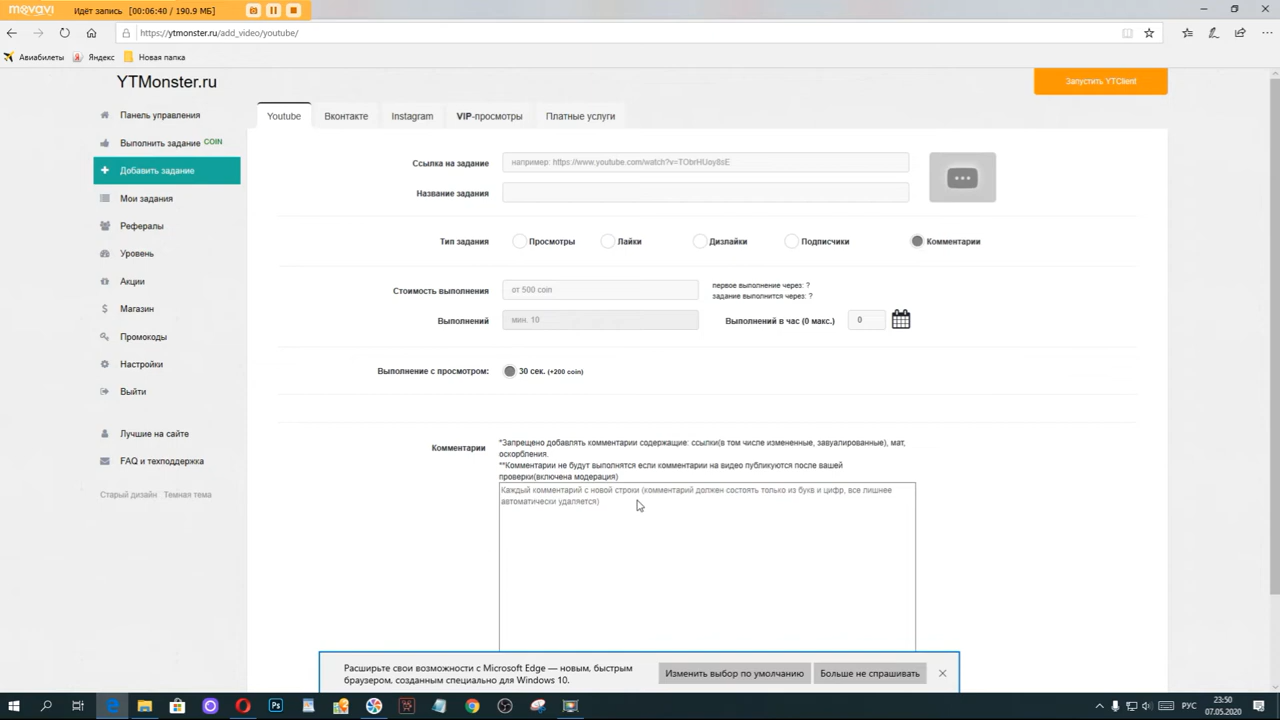 movavi Идёт запись [00:06:40 / 190.9 МБ]
https://ytmonster.ru/add_video/youtube/
Авиабилеты Яндекс Новая папка
YTMonster.ru
Запустить YTClient
Панель управления
Выполнить задание COIN
Добавить задание
Мои задания
Рефералы
Уровень
Акции
Магазин
Промокоды
Настройки
Выйти
Лучшие на сайте
FAQ и техподдержка
Старый дизайн Темная тема
Youtube Вконтакте Instagram VIP-просмотры Платные услуги
Ссылка на задание например: https://www.youtube.com/watch?v=TObrHUoy8sE
Название задания
Тип задания Просмотры Лайки Дизлайки Подписчики Комментарии
Стоимость выполнения от 500 coin
первое выполнение через: ?
задание выполнится через: ?
Выполнений мин. 10 Выполнений в час (0 макс.) 0
Выполнение с просмотром: 30 сек. (+200 coin)
Комментарии
*Запрещено добавлять комментарии содержащие: ссылки(в том числе измененные, завуалированные), мат,
оскорбления.
**Комментарии не будут выполнятся если комментарии на видео публикуются после вашей
проверки(включена модерация)
Каждый комментарий с новой строки (комментарий должен состоять только из букв и цифр, все лишнее
автоматически удаляется)
Расширьте свои возможности с Microsoft Edge — новым, быстрым
браузером, созданным специально для Windows 10.
Изменить выбор по умолчанию Больше не спрашивать
РУС
23:50
07.05.2020